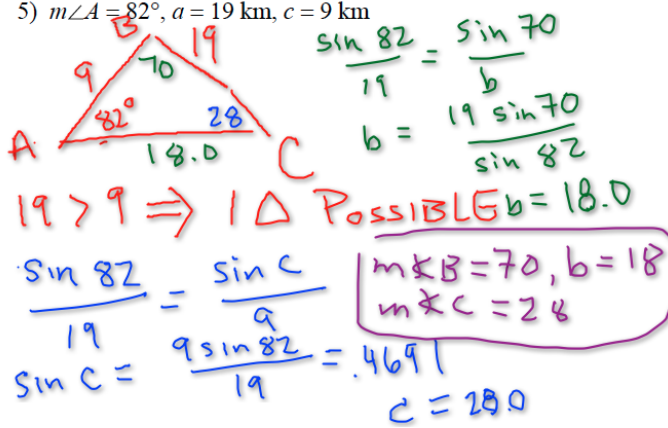 5) m∠A = 82°, a = 19 km, c = 9 km
B 19
9 70
82° 28
A 18.0 C
sin 82 / 19 = sin 70 / b
b = 19 sin 70 / sin 82
19 > 9 ⇒ 1 △ POSSIBLE b = 18.0
sin 82 / 19 = sin C / 9
m∡B = 70, b = 18
m∡C = 28
sin C = 9 sin 82 / 19 = .4691
C = 28.0